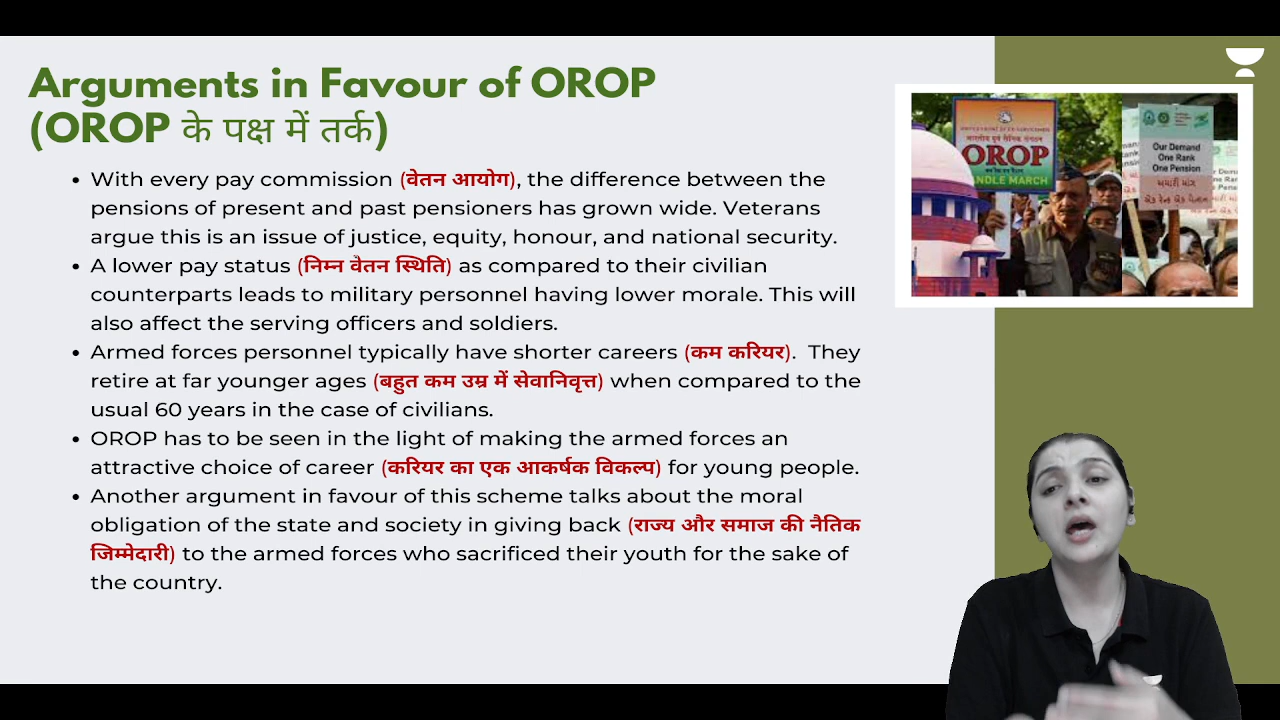 Arguments in Favour of OROP
(OROP के पक्ष में तर्क)
• With every pay commission (वेतन आयोग), the difference between the
pensions of present and past pensioners has grown wide. Veterans
argue this is an issue of justice, equity, honour, and national security.
• A lower pay status (निम्न वेतन स्थिति) as compared to their civilian
counterparts leads to military personnel having lower morale. This will
also affect the serving officers and soldiers.
• Armed forces personnel typically have shorter careers (कम करियर). They
retire at far younger ages (बहुत कम उम्र में सेवानिवृत्त) when compared to the
usual 60 years in the case of civilians.
• OROP has to be seen in the light of making the armed forces an
attractive choice of career (करियर का एक आकर्षक विकल्प) for young people.
• Another argument in favour of this scheme talks about the moral
obligation of the state and society in giving back (राज्य और समाज की नैतिक
जिम्मेदारी) to the armed forces who sacrificed their youth for the sake of
the country.
OROP
NDLE MARCH
Our Demand
One Rank
One Pension